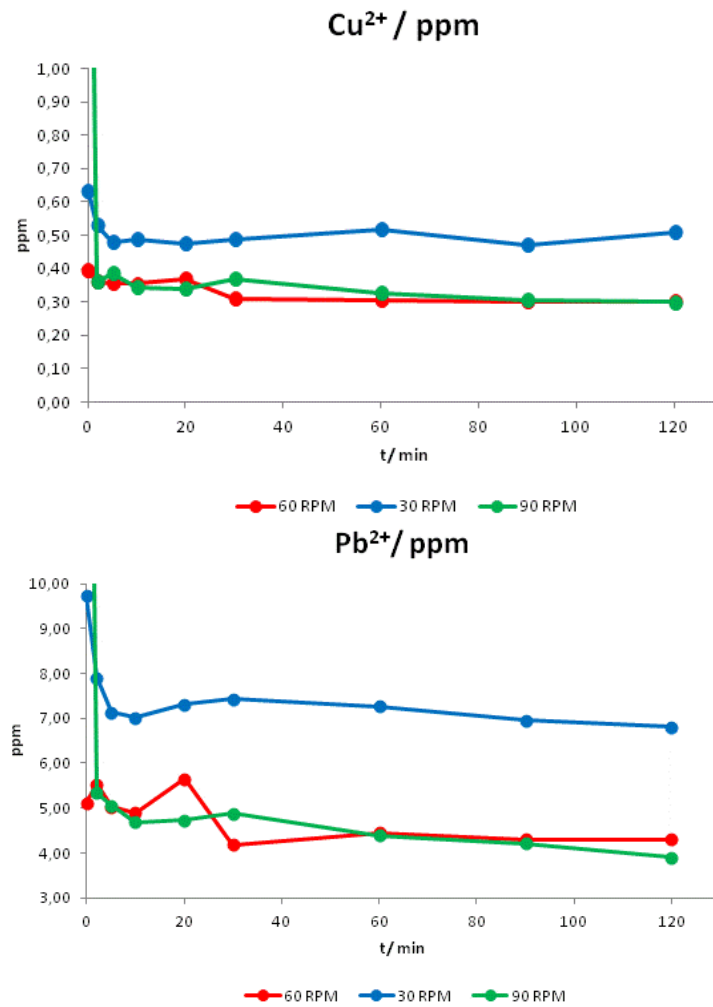 Cu²⁺ / ppm
1,00
0,90
0,80
0,70
0,60
0,50
0,40
0,30
0,20
0,10
0,00
ppm
0 20 40 60 80 100 120
t/ min
60 RPM 30 RPM 90 RPM
Pb²⁺/ ppm
10,00
9,00
8,00
7,00
6,00
5,00
4,00
3,00
ppm
0 20 40 60 80 100 120
t/ min
60 RPM 30 RPM 90 RPM